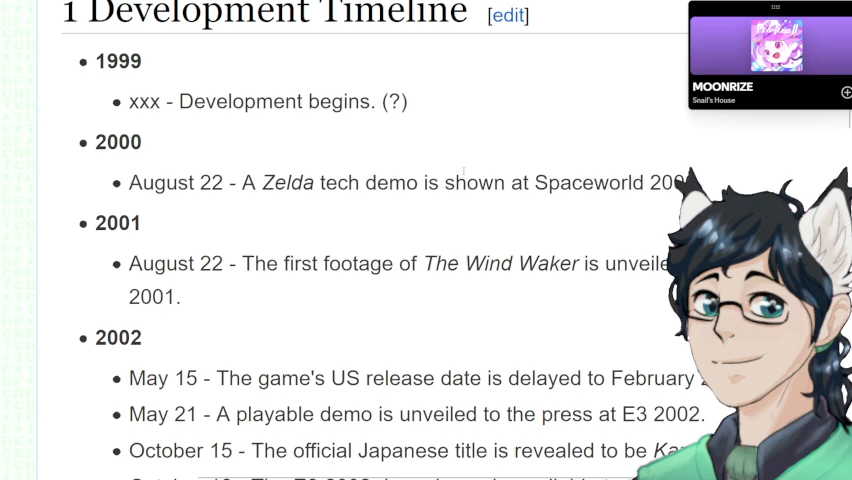 1 Development Timeline [edit]
1999
xxx - Development begins. (?)
2000
August 22 - A Zelda tech demo is shown at Spaceworld
2001
August 22 - The first footage of The Wind Waker is
2001.
2002
May 15 - The game's US release date is delayed to February
May 21 - A playable demo is unveiled to the press at E3 2002.
October 15 - The official Japanese title is revealed to be
MOONRIZE
Snail's House